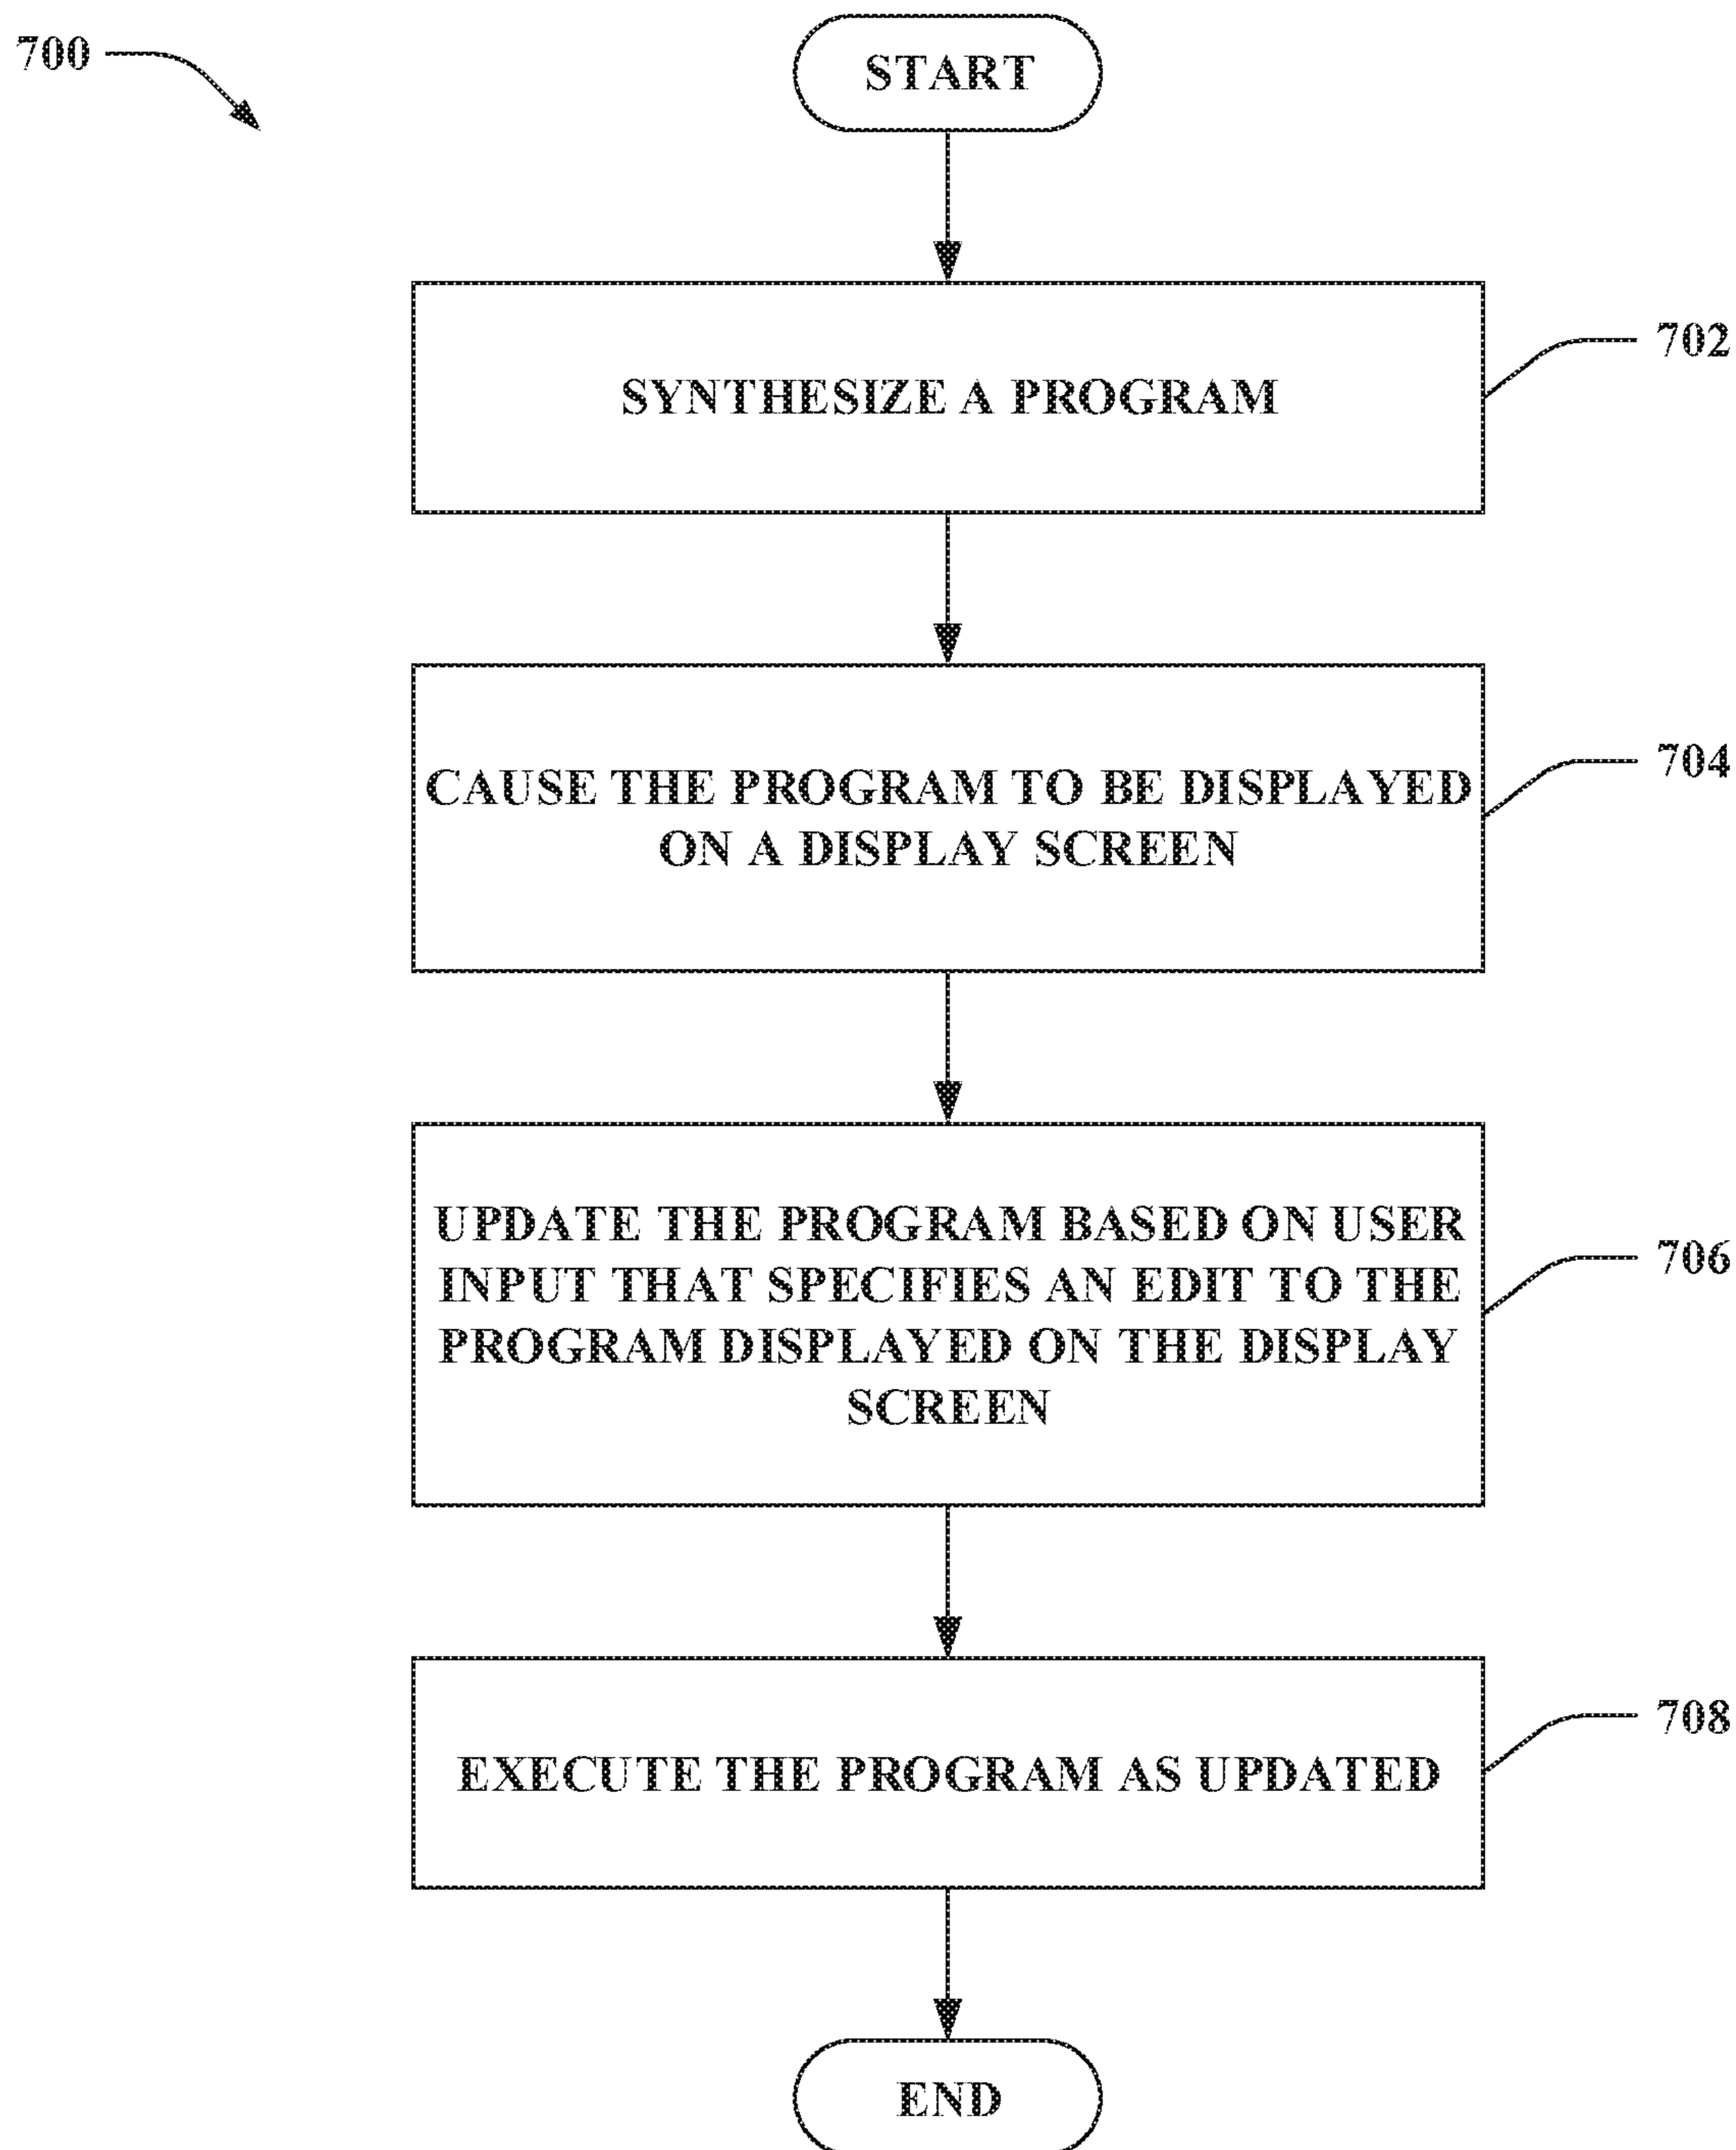 700
START
SYNTHESIZE A PROGRAM
702
CAUSE THE PROGRAM TO BE DISPLAYED
ON A DISPLAY SCREEN
704
UPDATE THE PROGRAM BASED ON USER
INPUT THAT SPECIFIES AN EDIT TO THE
PROGRAM DISPLAYED ON THE DISPLAY
SCREEN
706
EXECUTE THE PROGRAM AS UPDATED
708
END